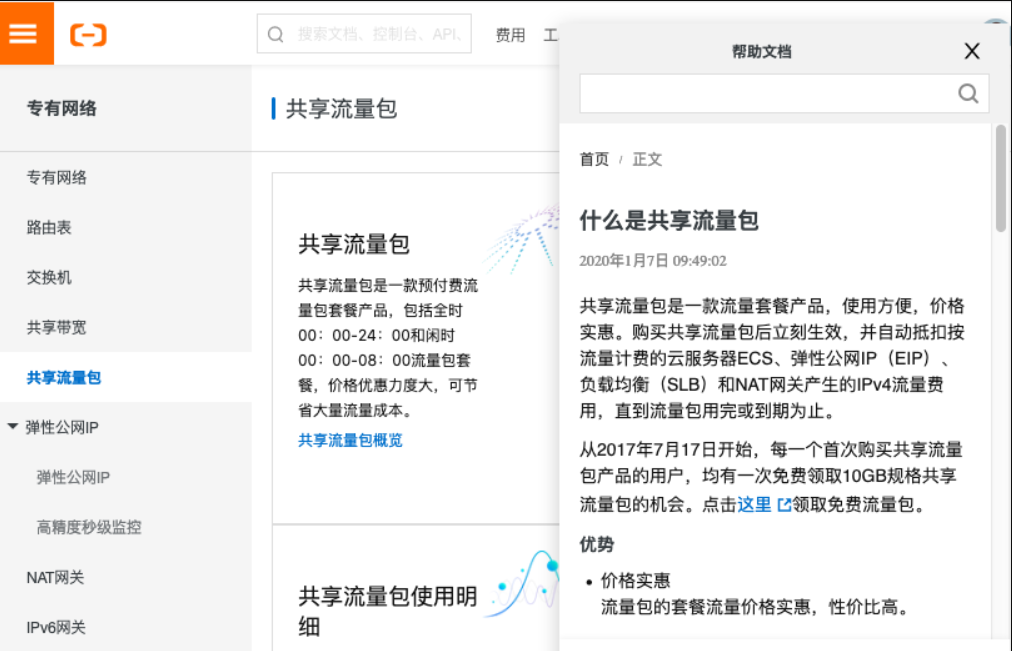 搜索文档、控制台、API、
费用
工
专有网络
专有网络
路由表
交换机
共享带宽
共享流量包
弹性公网IP
弹性公网IP
高精度秒级监控
NAT网关
IPv6网关
共享流量包
共享流量包
共享流量包是一款预付费流
量包套餐产品，包括全时
00：00-24：00和闲时
00：00-08：00流量包套
餐，价格优惠力度大，可节
省大量流量成本。
共享流量包概览
共享流量包使用明
细
帮助文档
首页 / 正文
什么是共享流量包
2020年1月7日 09:49:02
共享流量包是一款流量套餐产品，使用方便，价格
实惠。购买共享流量包后立刻生效，并自动抵扣按
流量计费的云服务器ECS、弹性公网IP（EIP）、
负载均衡（SLB）和NAT网关产生的IPv4流量费
用，直到流量包用完或到期为止。
从2017年7月17日开始，每一个首次购买共享流量
包产品的用户，均有一次免费领取10GB规格共享
流量包的机会。点击这里领取免费流量包。
优势
• 价格实惠
流量包的套餐流量价格实惠，性价比高。